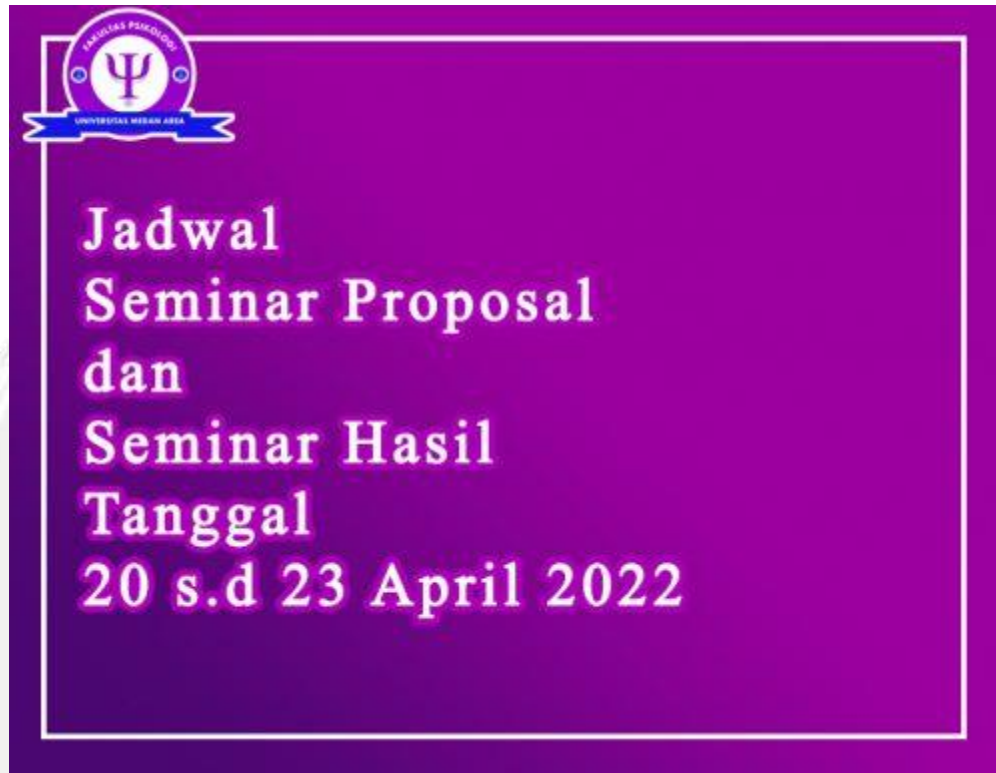 FAKULTAS PSIKOLOGI
Ψ
UNIVERSITAS MEDAN AREA
Jadwal
Seminar Proposal
dan
Seminar Hasil
Tanggal
20 s.d 23 April 2022